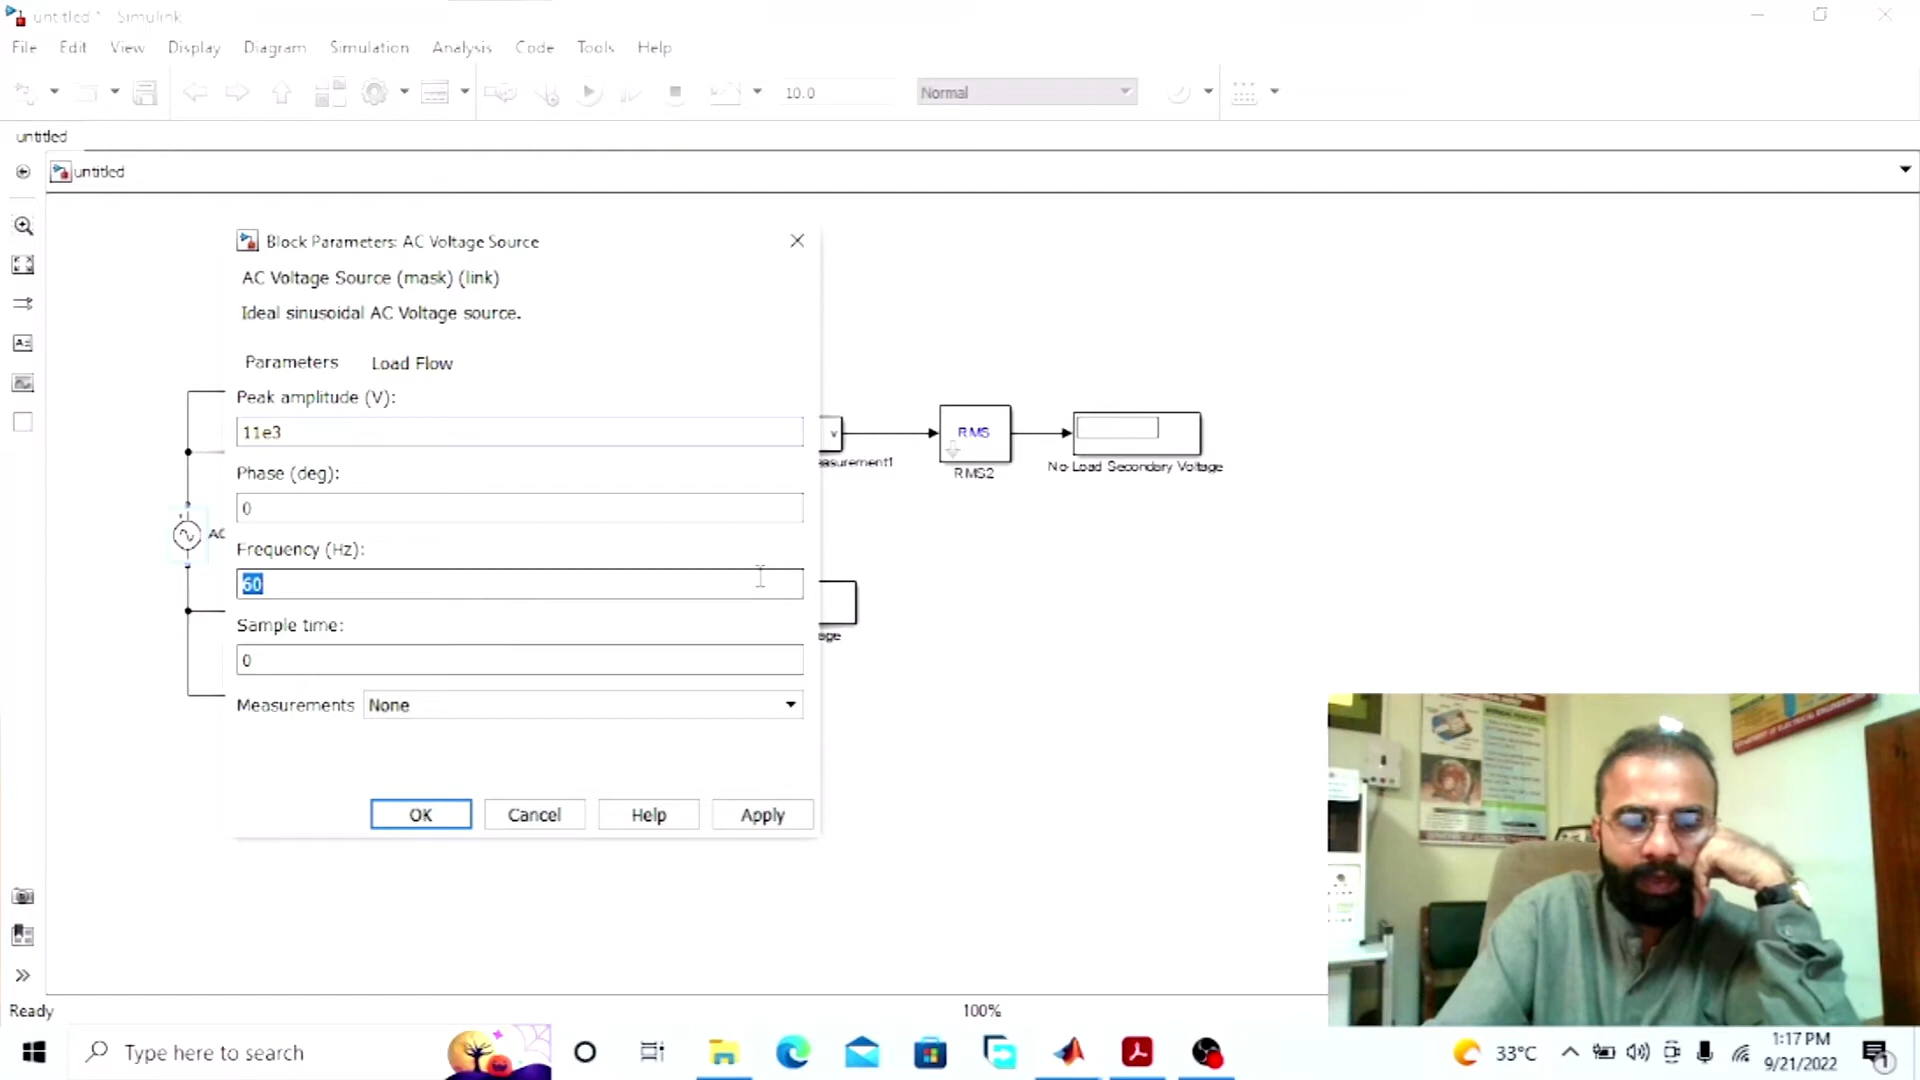 untitled * Simulink
File Edit View Display Diagram Simulation Analysis Code Tools Help
10.0 Normal
untitled
untitled
Block Parameters: AC Voltage Source
AC Voltage Source (mask) (link)
Ideal sinusoidal AC Voltage source.
Parameters Load Flow
Peak amplitude (V):
11e3
Phase (deg):
0
Frequency (Hz):
60
Sample time:
0
Measurements None
OK Cancel Help Apply
AC
v
asurement1
RMS
RMS2
No Load Secondary Voltage
age
Ready
100%
Type here to search
33°C
1:17 PM
9/21/2022
1